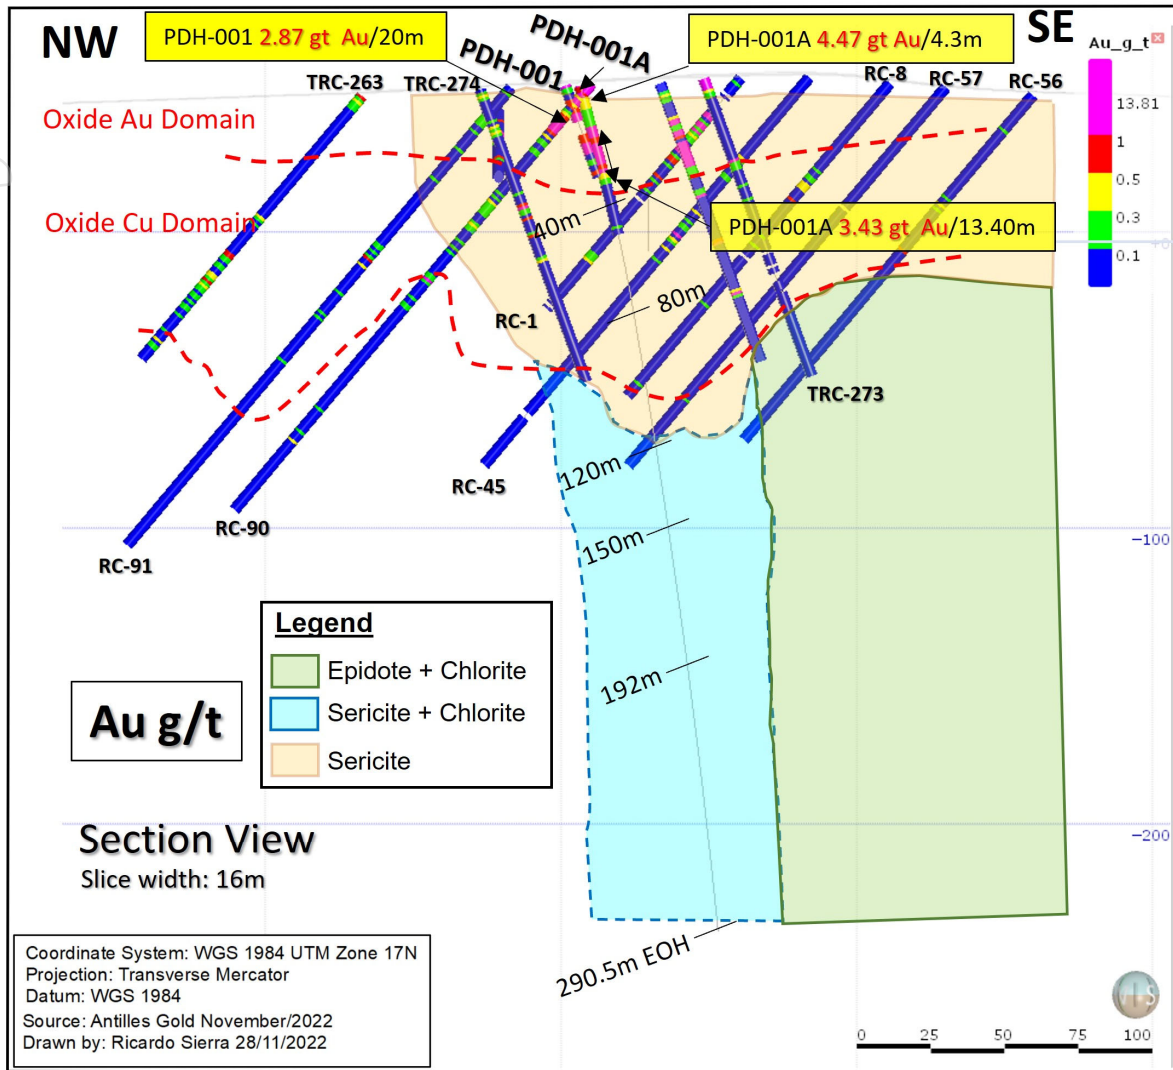 NW
PDH-001 2.87 gt Au/20m
PDH-001
PDH-001A
PDH-001A 4.47 gt Au/4.3m
SE
Au_g_t
13.81
1
0.5
0.3
0.1
TRC-263
TRC-274
RC-8
RC-57
RC-56
Oxide Au Domain
Oxide Cu Domain
40m
PDH-001A 3.43 gt Au/13.40m
80m
RC-1
TRC-273
RC-45
120m
RC-90
150m
−100
RC-91
Legend
Epidote + Chlorite
Sericite + Chlorite
Sericite
192m
Au g/t
−200
Section View
Slice width: 16m
290.5m EOH
Coordinate System: WGS 1984 UTM Zone 17N
Projection: Transverse Mercator
Datum: WGS 1984
Source: Antilles Gold November/2022
Drawn by: Ricardo Sierra 28/11/2022
0 25 50 75 100